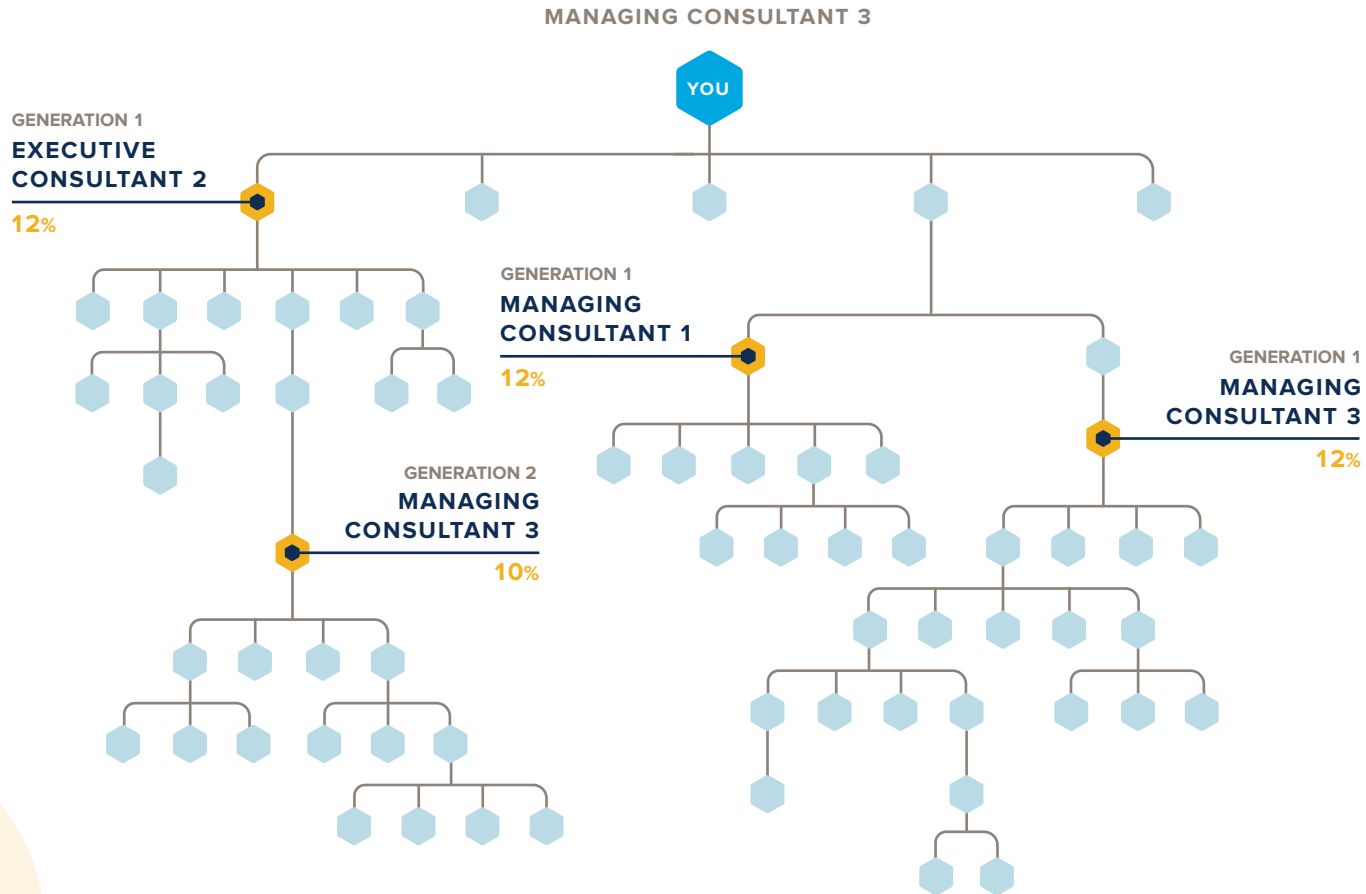 MANAGING CONSULTANT 3
YOU
GENERATION 1
EXECUTIVE
CONSULTANT 2
12%
GENERATION 1
MANAGING
CONSULTANT 1
12%
GENERATION 1
MANAGING
CONSULTANT 3
12%
GENERATION 2
MANAGING
CONSULTANT 3
10%